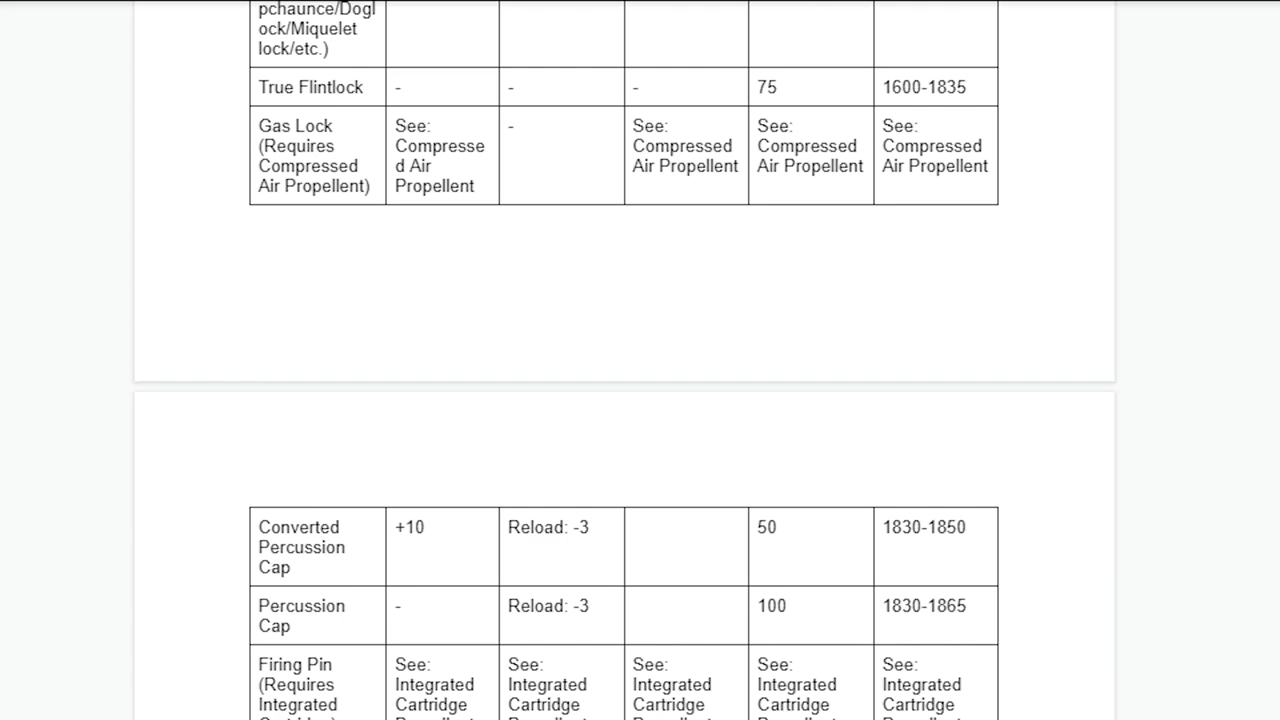 pchaunce/Dogl
ock/Miquelet
lock/etc.)
True Flintlock - - - 75 1600-1835
Gas Lock See: - See: See: See:
(Requires Compresse Compressed Compressed Compressed
Compressed d Air Air Propellent Air Propellent Air Propellent
Air Propellent) Propellent
Converted +10 Reload: -3 50 1830-1850
Percussion
Cap
Percussion - Reload: -3 100 1830-1865
Cap
Firing Pin See: See: See: See: See:
(Requires Integrated Integrated Integrated Integrated Integrated
Integrated Cartridge Cartridge Cartridge Cartridge Cartridge